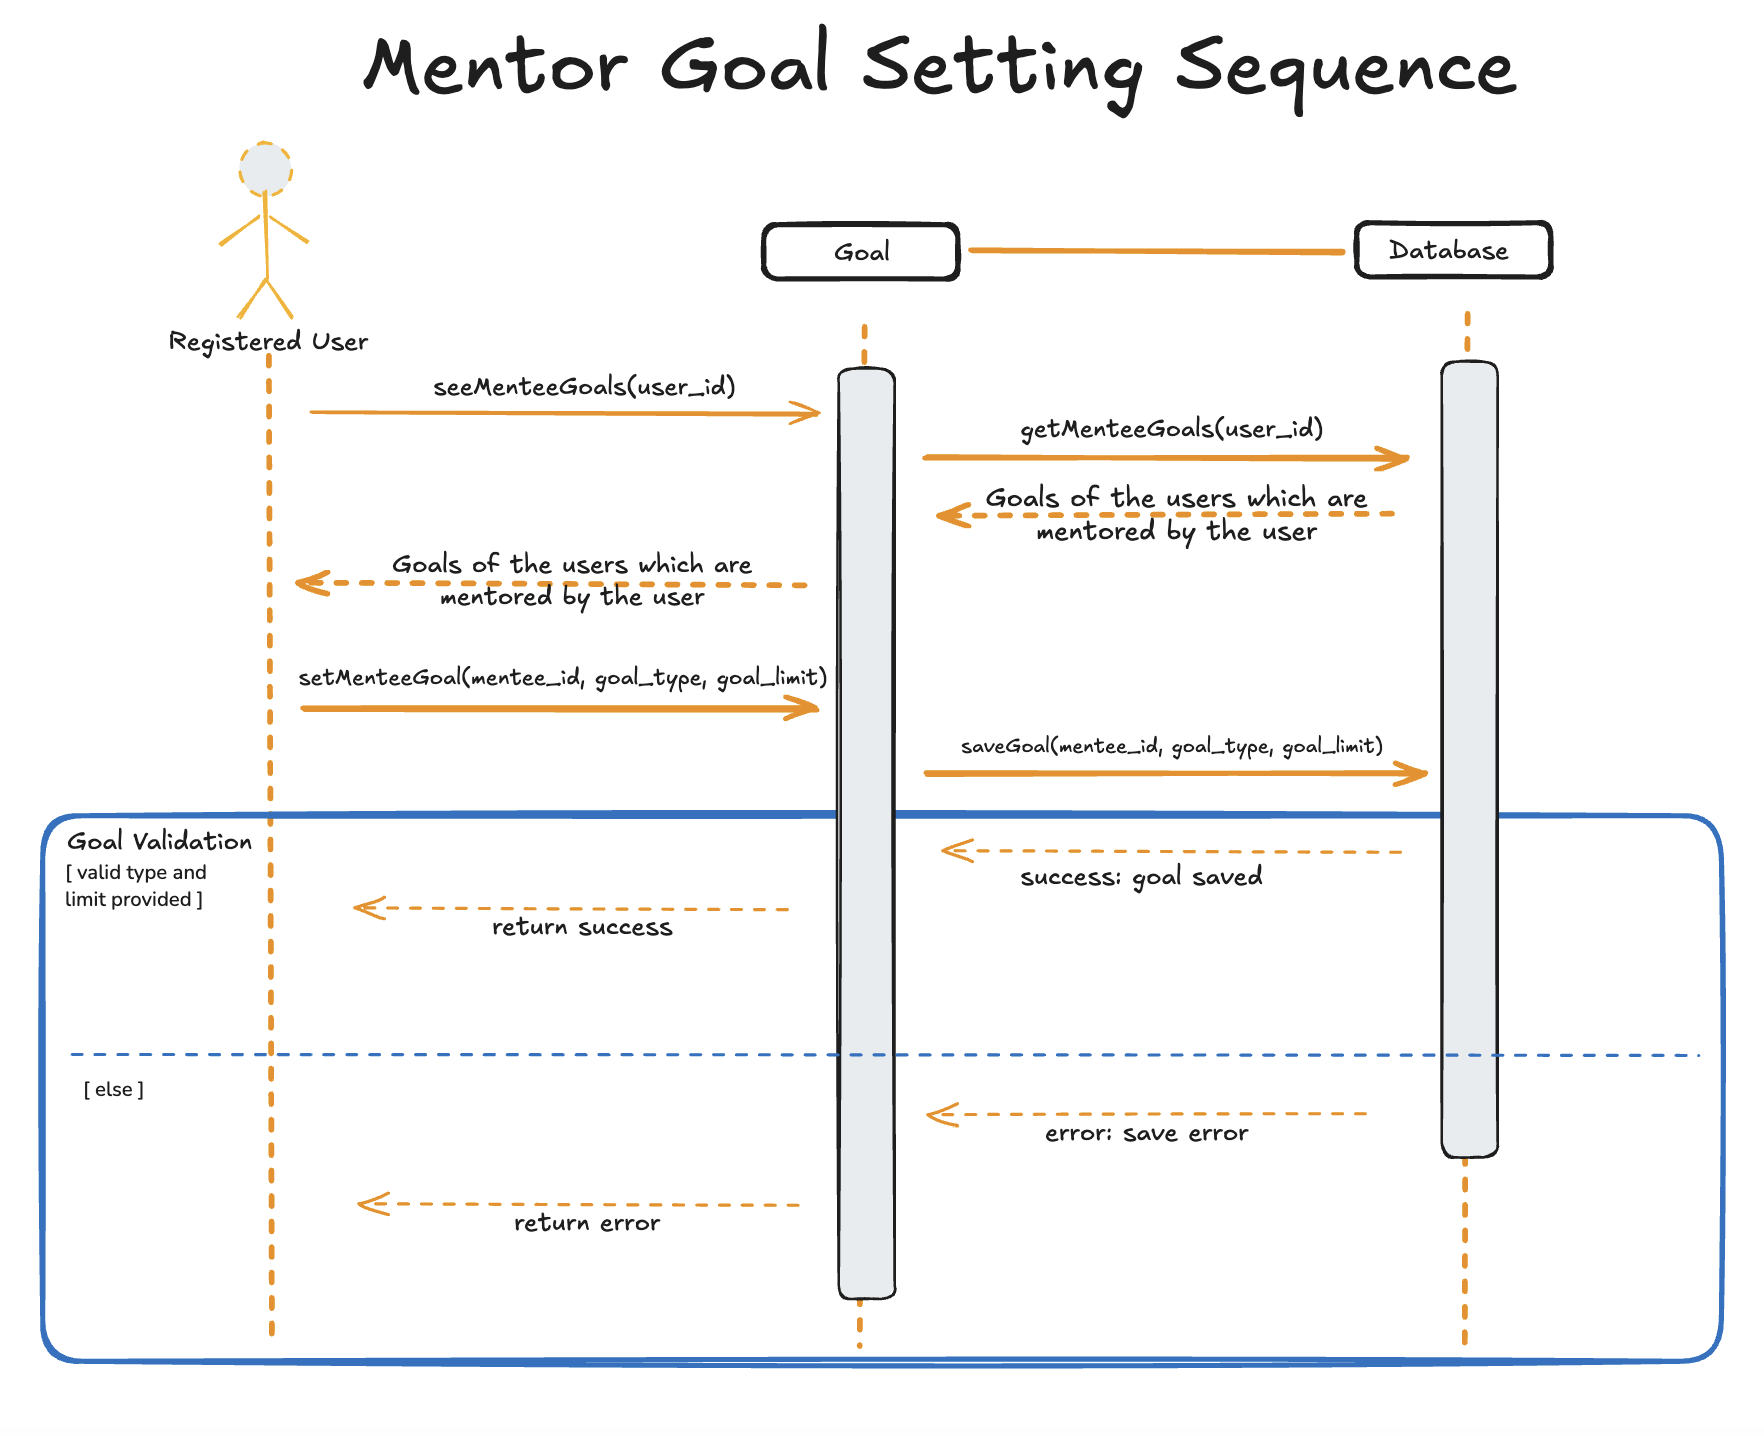 Mentor Goal Setting Sequence
Goal
Database
Registered User
seeMenteeGoals(user_id)
getMenteeGoals(user_id)
Goals of the users which are
mentored by the user
Goals of the users which are
mentored by the user
setMenteeGoal(mentee_id, goal_type, goal_limit)
saveGoal(mentee_id, goal_type, goal_limit)
Goal Validation
[ valid type and
limit provided ]
success: goal saved
return success
[ else ]
error: save error
return error